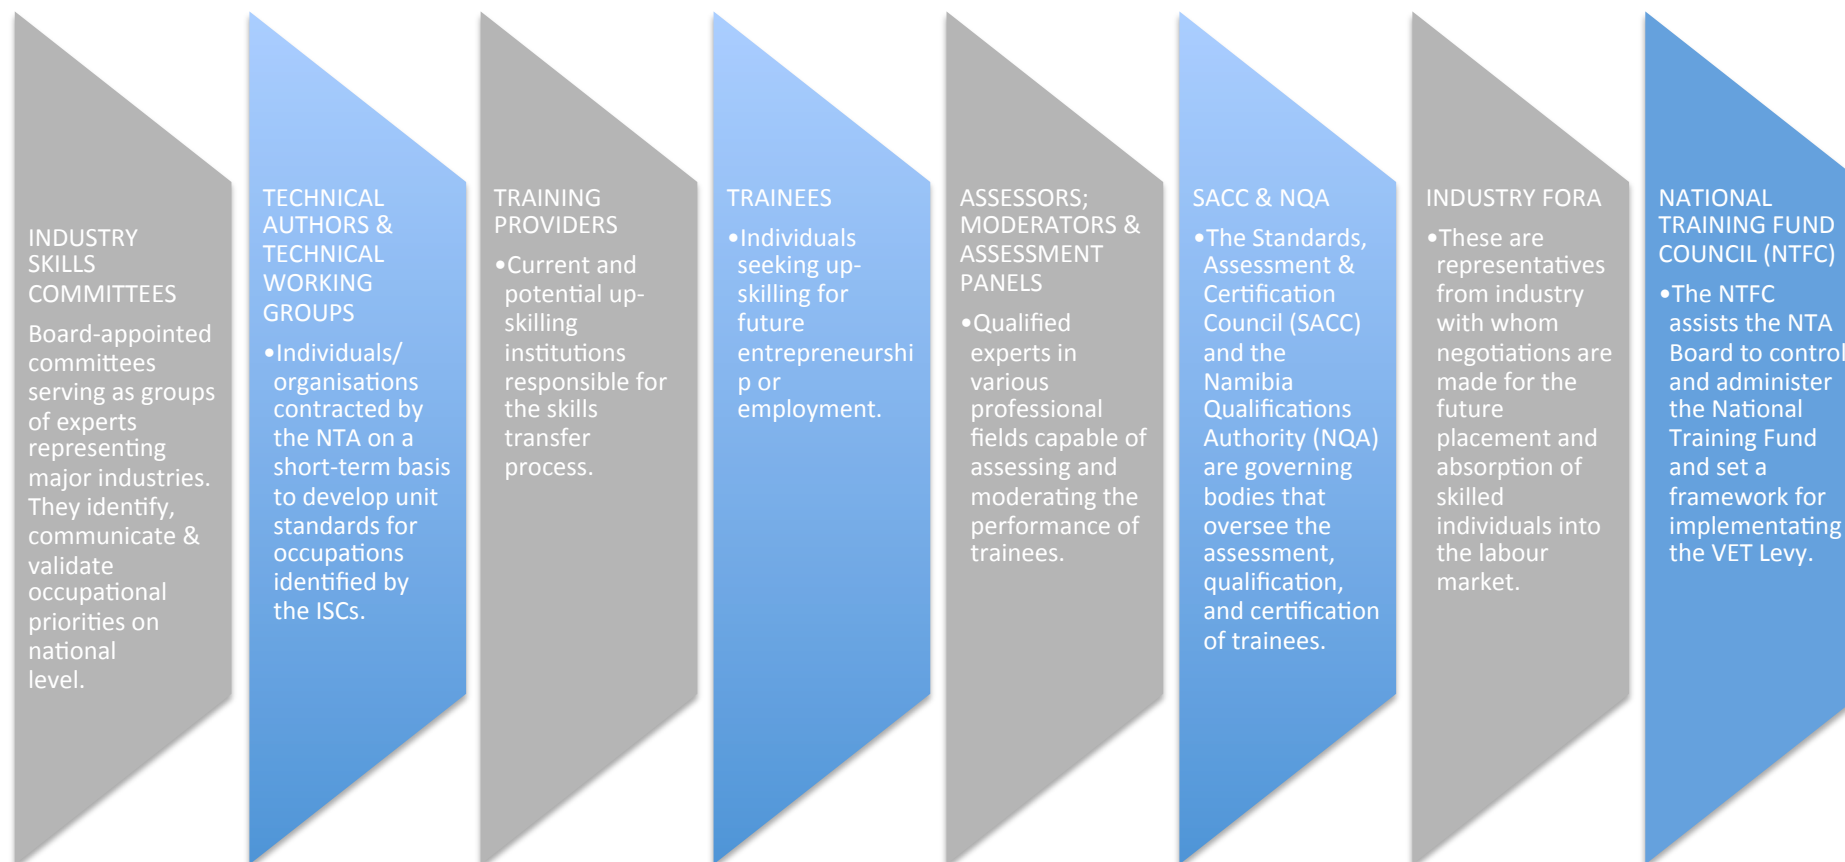 INDUSTRY
SKILLS
COMMITTEES
Board-appointed
committees
serving as groups
of experts
representing
major industries.
They identify,
communicate &
validate
occupational
priorities on
national
level.
TECHNICAL
AUTHORS &
TECHNICAL
WORKING
GROUPS
•Individuals/
organisations
contracted by
the NTA on a
short-term basis
to develop unit
standards for
occupations
identified by
the ISCs.
TRAINING
PROVIDERS
•Current and
potential up-
skilling
institutions
responsible for
the skills
transfer
process.
TRAINEES
•Individuals
seeking up-
skilling for
future
entrepreneurshi
p or
employment.
ASSESSORS;
MODERATORS &
ASSESSMENT
PANELS
•Qualified
experts in
various
professional
fields capable of
assessing and
moderating the
performance of
trainees.
SACC & NQA
•The Standards,
Assessment &
Certification
Council (SACC)
and the
Namibia
Qualifications
Authority (NQA)
are governing
bodies that
oversee the
assessment,
qualification,
and certification
of trainees.
INDUSTRY FORA
•These are
representatives
from industry
with whom
negotiations are
made for the
future
placement and
absorption of
skilled
individuals into
the labour
market.
NATIONAL
TRAINING FUND
COUNCIL (NTFC)
•The NTFC
assists the NTA
Board to control
and administer
the National
Training Fund
and set a
framework for
implementating
the VET Levy.